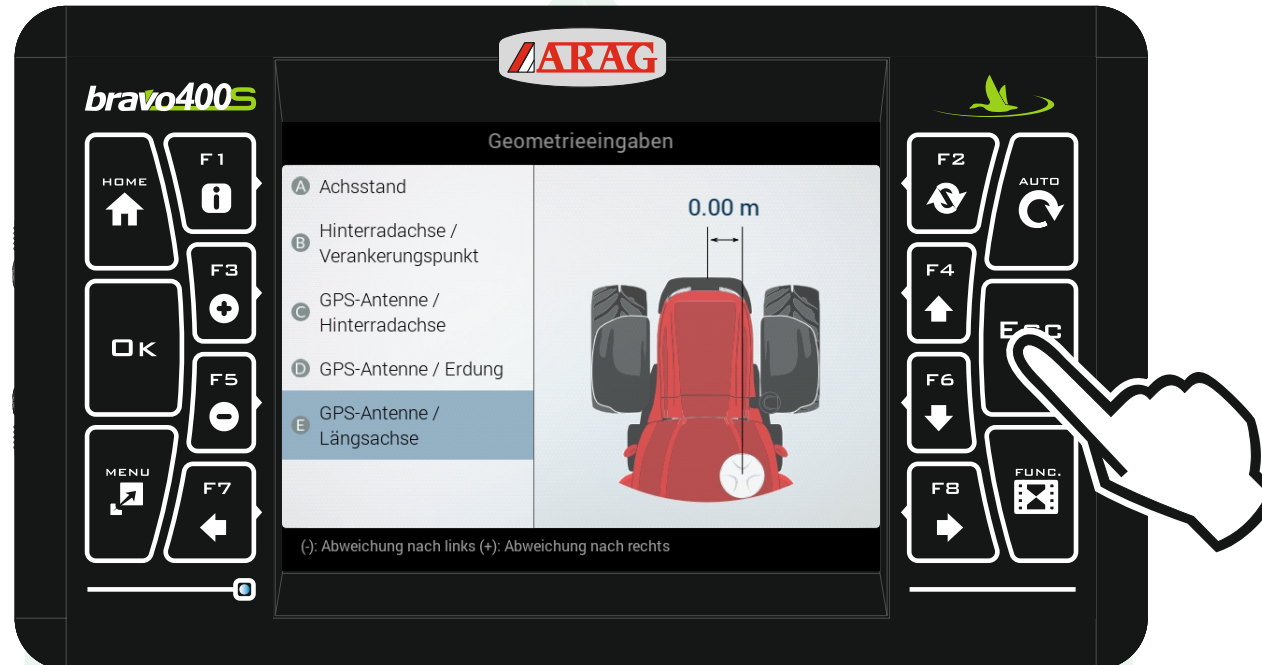 ARAG
bravo400S
HOME
F1
OK
F3
F5
MENU
F7
Geometrieeingaben
A Achsstand
B Hinterradachse /
Verankerungspunkt
C GPS-Antenne /
Hinterradachse
D GPS-Antenne / Erdung
E GPS-Antenne /
Längsachse
0.00 m
(-): Abweichung nach links (+): Abweichung nach rechts
F2
AUTO
F4
Esc
F6
F8
FUNC.